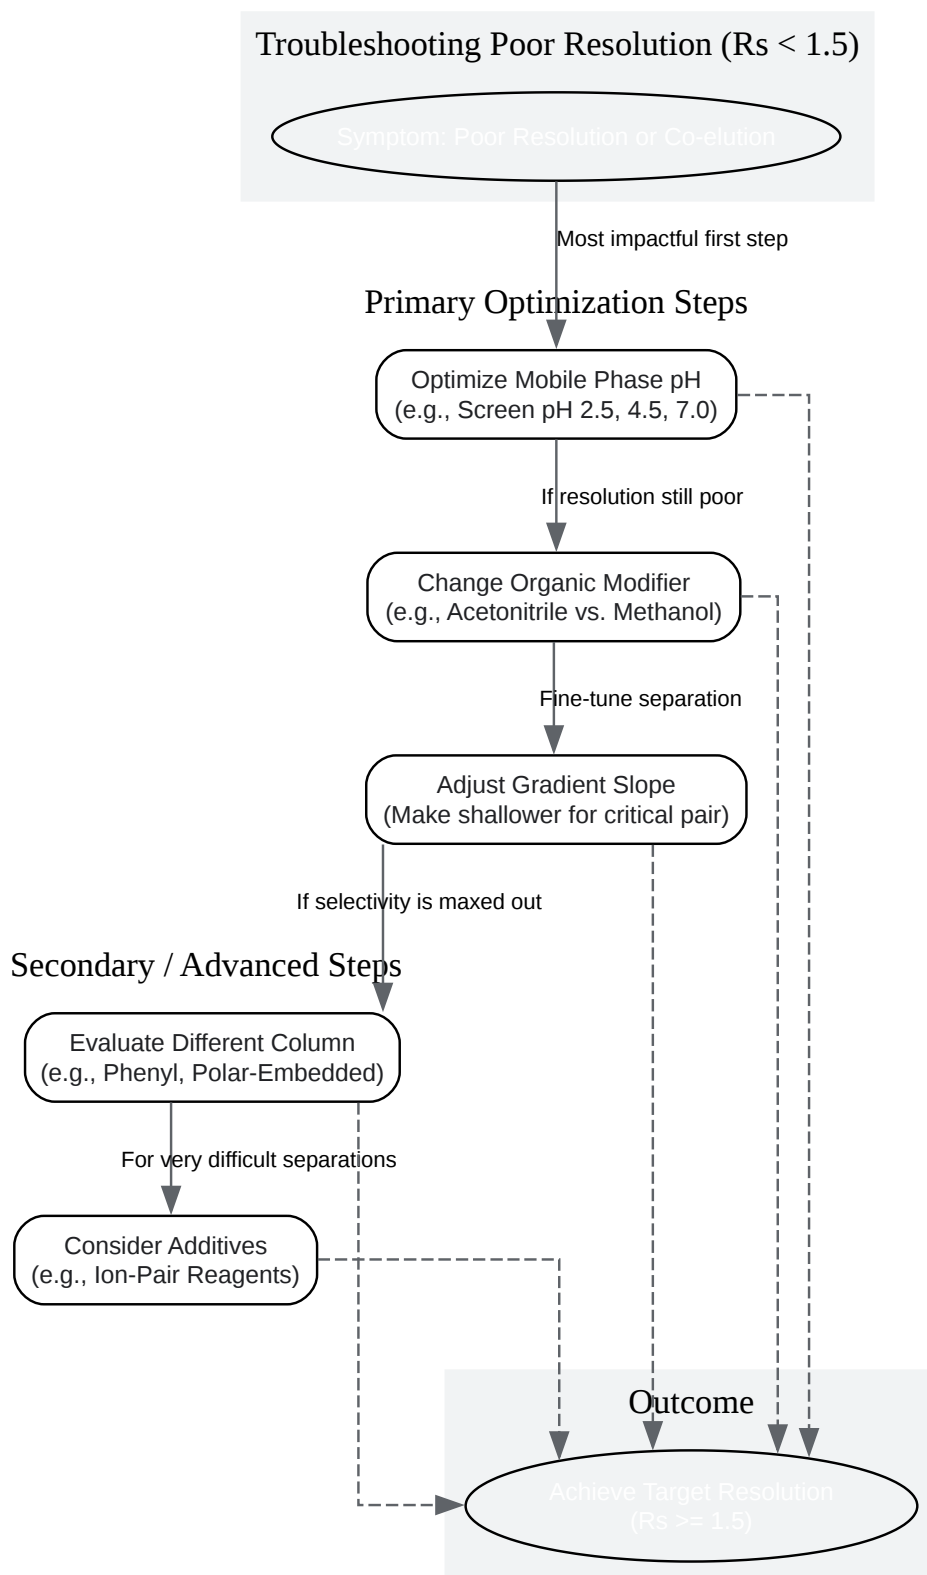 Troubleshooting Poor Resolution (Rs < 1.5)
Symptom: Poor Resolution or Co-elution
Most impactful first step
Primary Optimization Steps
Optimize Mobile Phase pH
(e.g., Screen pH 2.5, 4.5, 7.0)
If resolution still poor
Change Organic Modifier
(e.g., Acetonitrile vs. Methanol)
Fine-tune separation
Adjust Gradient Slope
(Make shallower for critical pair)
If selectivity is maxed out
Secondary / Advanced Steps
Evaluate Different Column
(e.g., Phenyl, Polar-Embedded)
For very difficult separations
Consider Additives
(e.g., Ion-Pair Reagents)
Outcome
Achieve Target Resolution
(Rs >= 1.5)